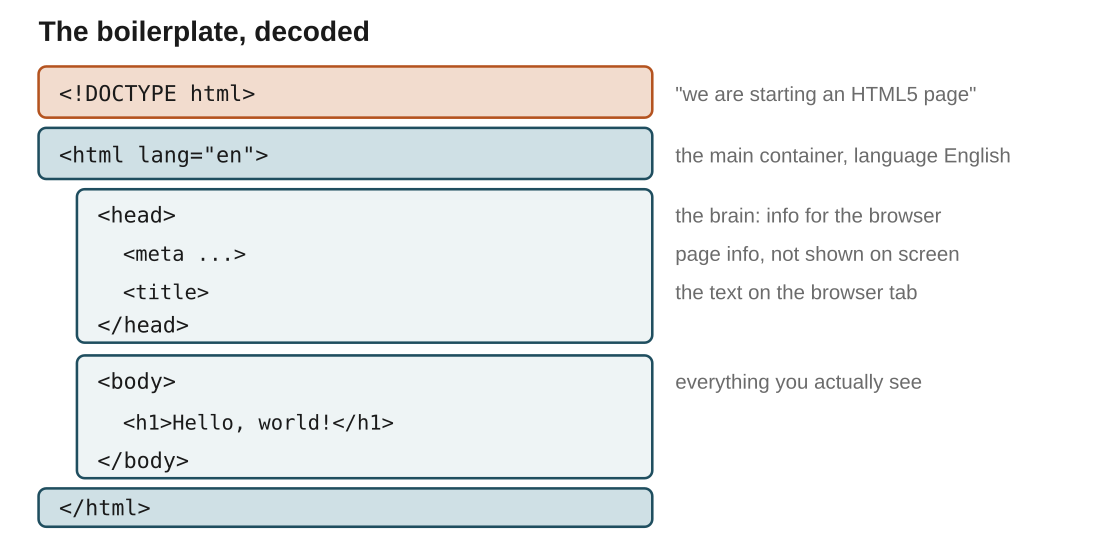 The boilerplate, decoded
<!DOCTYPE html> "we are starting an HTML5 page"
<html lang="en"> the main container, language English
<head> the brain: info for the browser
<meta ...> page info, not shown on screen
<title> the text on the browser tab
</head>
<body> everything you actually see
<h1>Hello, world!</h1>
</body>
</html>